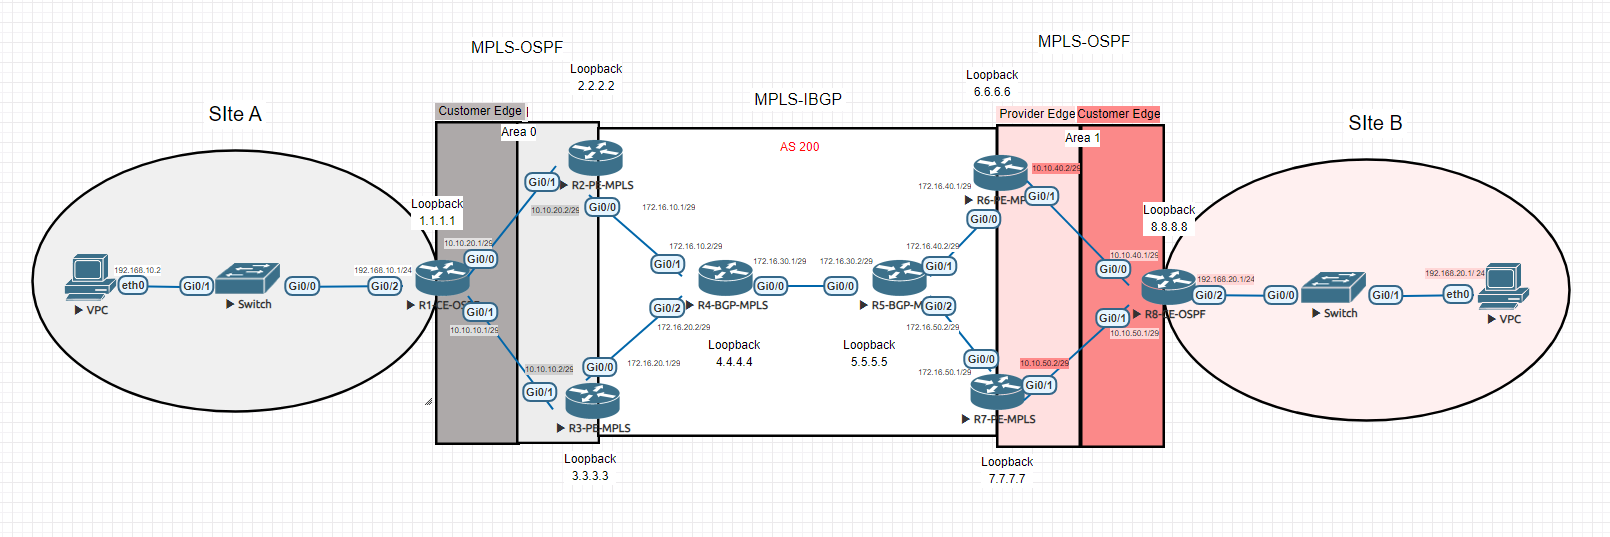 MPLS-OSPF
MPLS-OSPF
Loopback
2.2.2.2
Loopback
6.6.6.6
MPLS-IBGP
SIte A
SIte B
Customer Edge
Area 0
Provider Edge
Customer Edge
Area 1
AS 200
R2-PE-MPLS
Gi0/1
10.10.20.2/29
Gi0/0
172.16.10.1/29
172.16.40.1/29
10.10.40.2/29
Gi0/1
Gi0/0
Loopback
1.1.1.1
Loopback
8.8.8.8
10.10.20.1/29
Gi0/0
172.16.10.2/29
Gi0/1
172.16.40.2/29
Gi0/1
10.10.40.1/29
Gi0/0
192.168.10.2
eth0
VPC
Gi0/1
Switch
Gi0/0
192.168.10.1/24
Gi0/2
Gi0/1
10.10.10.1/29
172.16.30.1/29
Gi0/0
R4-BGP-MPLS
172.16.30.2/29
Gi0/0
Gi0/2
172.16.20.2/29
Gi0/2
172.16.50.2/29
192.168.20.1/24
Gi0/2
Gi0/0
Switch
Gi0/1
192.168.20.1/ 24
eth0
VPC
Gi0/1
10.10.50.1/29
Loopback
4.4.4.4
Loopback
5.5.5.5
10.10.10.2/29
Gi0/1
Gi0/0
172.16.20.1/29
R3-PE-MPLS
Gi0/0
172.16.50.1/29
10.10.50.2/29
Gi0/1
R7-PE-MPLS
Loopback
3.3.3.3
Loopback
7.7.7.7